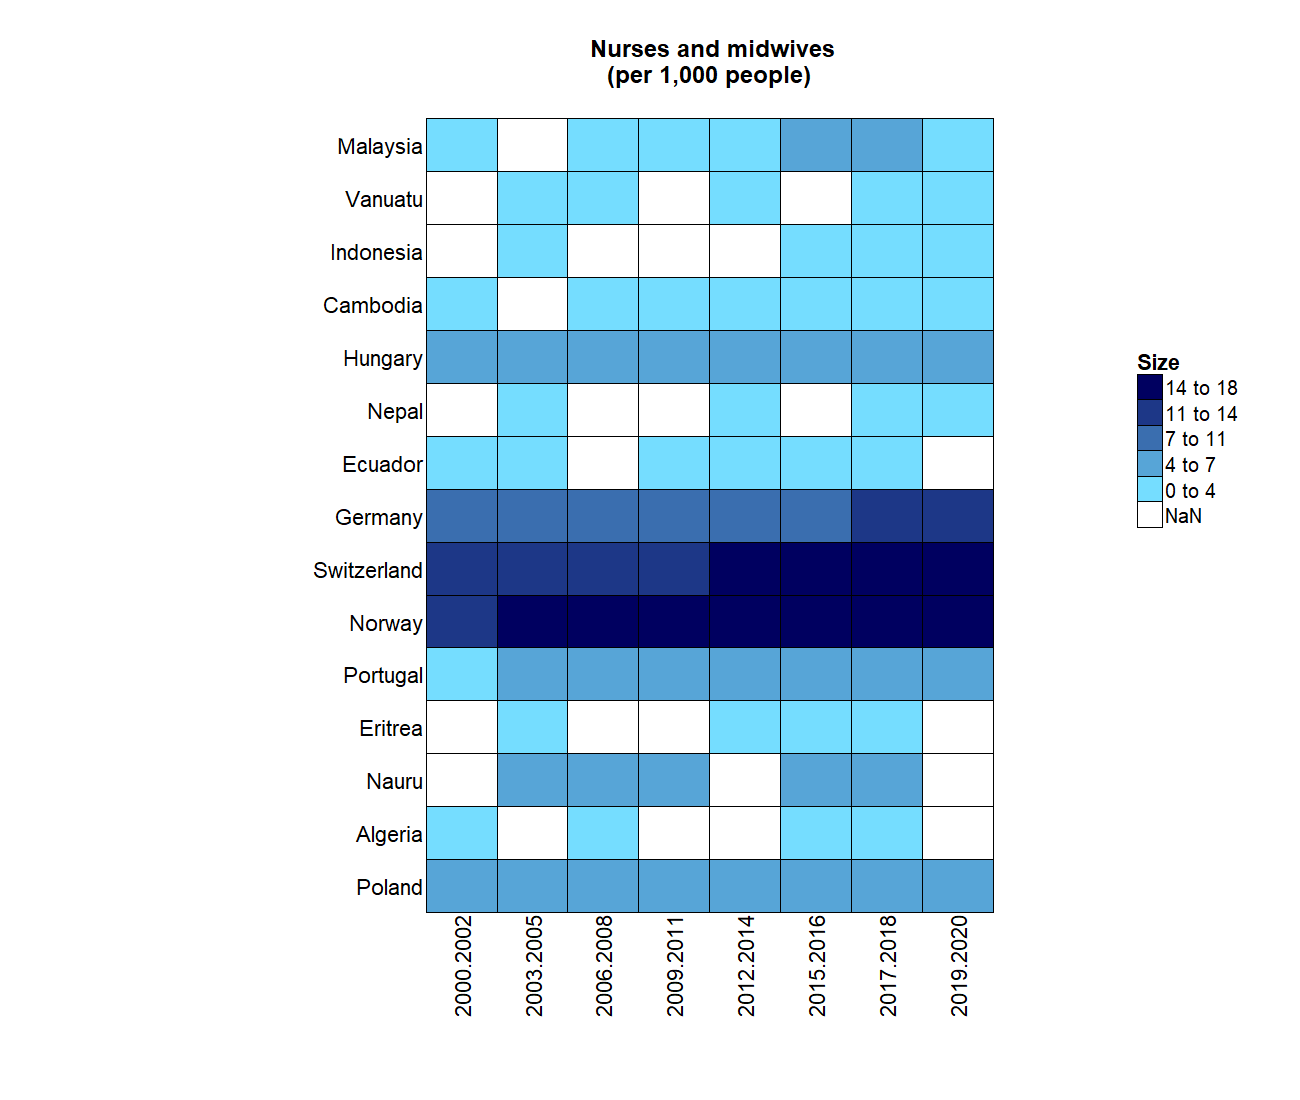 Nurses and midwives
(per 1,000 people)
Malaysia
Vanuatu
Indonesia
Cambodia
Hungary
Nepal
Ecuador
Germany
Switzerland
Norway
Portugal
Eritrea
Nauru
Algeria
Poland
2000.2002
2003.2005
2006.2008
2009.2011
2012.2014
2015.2016
2017.2018
2019.2020
Size
14 to 18
11 to 14
7 to 11
4 to 7
0 to 4
NaN